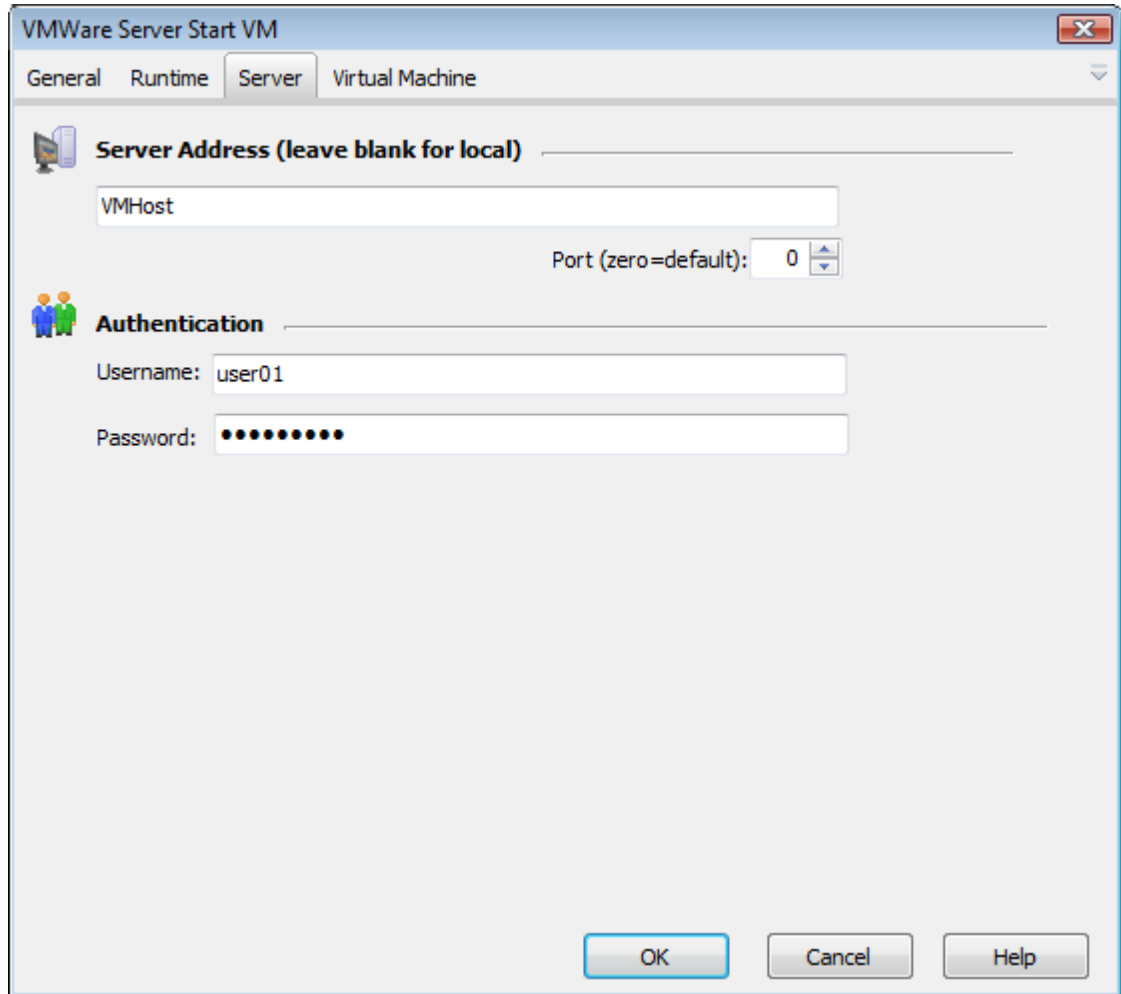 VMWare Server Start VM
General Runtime Server Virtual Machine
Server Address (leave blank for local)
VMHost
Port (zero=default): 0
Authentication
Username: user01
Password: •••••••••
OK Cancel Help